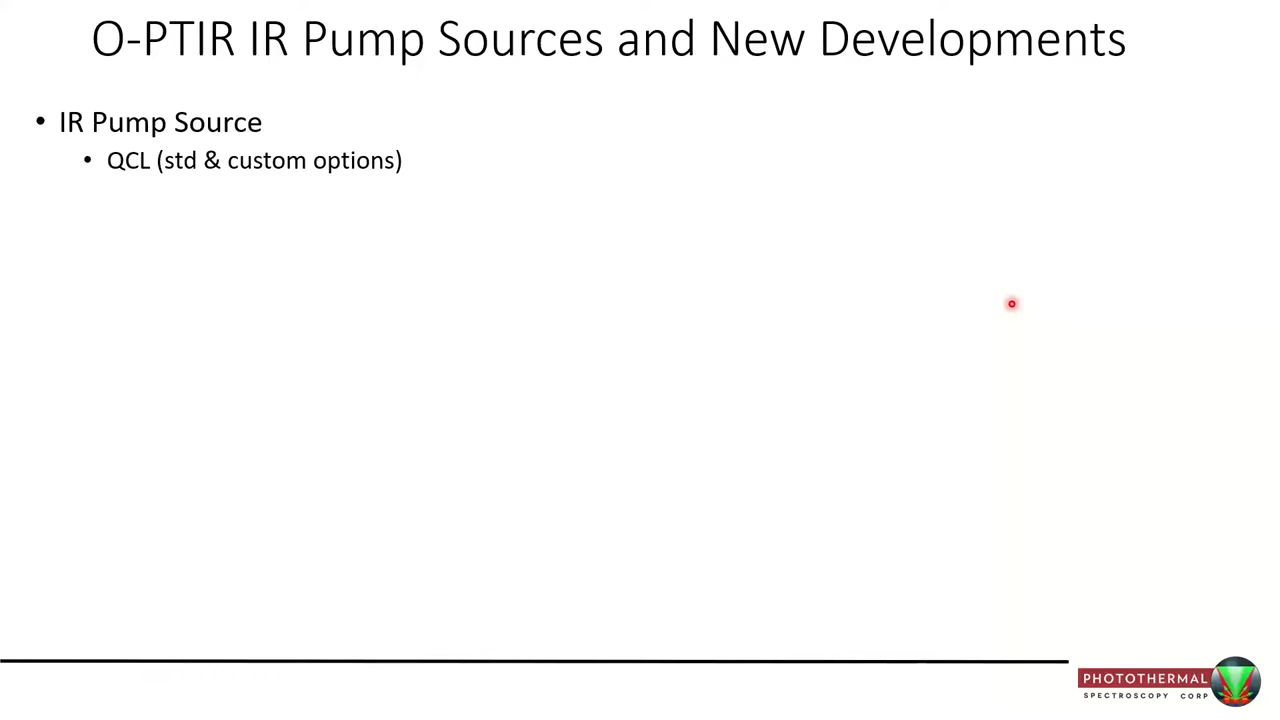 O-PTIR IR Pump Sources and New Developments
• IR Pump Source
• QCL (std & custom options)
PHOTOTHERMAL
SPECTROSCOPY CORP